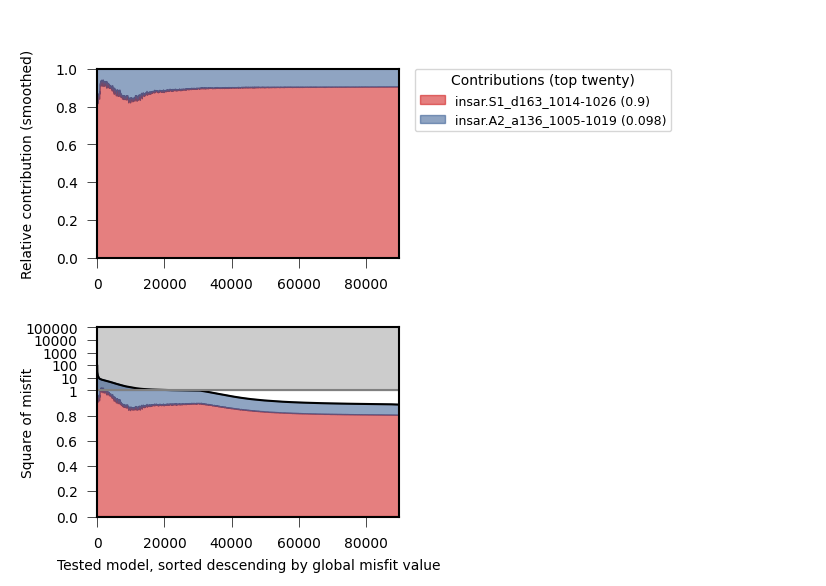 Relative contribution (smoothed)
1.0
0.8
0.6
0.4
0.2
0.0
0 20000 40000 60000 80000
Contributions (top twenty)
insar.S1_d163_1014-1026 (0.9)
insar.A2_a136_1005-1019 (0.098)
Square of misfit
100000
10000
1000
100
10
1
0.8
0.6
0.4
0.2
0.0
0 20000 40000 60000 80000
Tested model, sorted descending by global misfit value